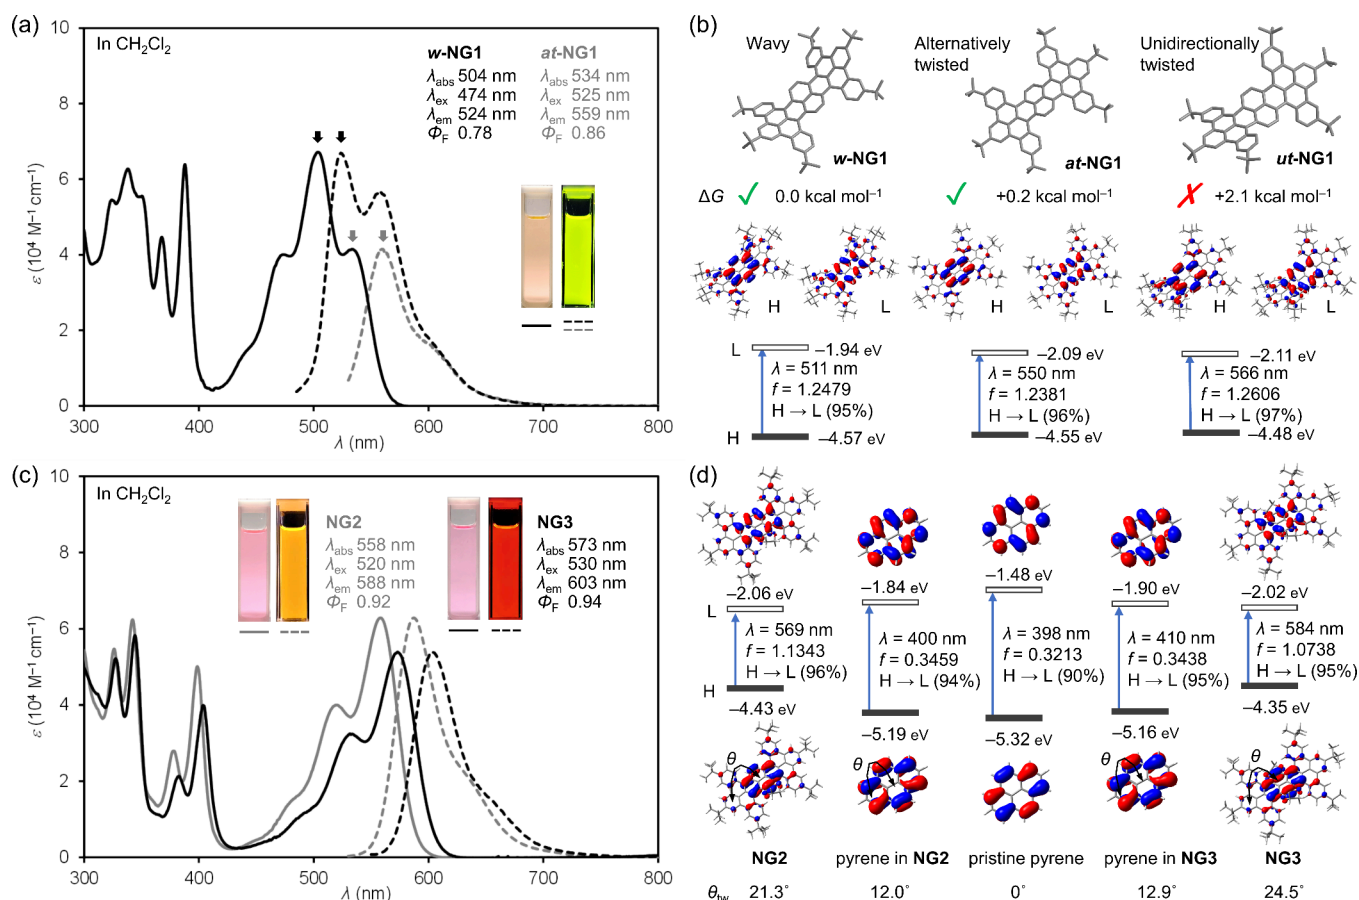 (a)
10
8
6
4
2
0
300
400
500
600
700
800
ε (10⁴ M⁻¹ cm⁻¹)
λ (nm)
In CH₂Cl₂
w-NG1
λabs 504 nm
λex 474 nm
λem 524 nm
ΦF 0.78
at-NG1
λabs 534 nm
λex 525 nm
λem 559 nm
ΦF 0.86
(b)
Wavy
Alternatively
twisted
Unidirectionally
twisted
w-NG1
at-NG1
ut-NG1
ΔG ✓ 0.0 kcal mol⁻¹
✓ +0.2 kcal mol⁻¹
✗ +2.1 kcal mol⁻¹
H
L
H
L
H
L
L
H
−1.94 eV
λ = 511 nm
f = 1.2479
H → L (95%)
−4.57 eV
−2.09 eV
λ = 550 nm
f = 1.2381
H → L (96%)
−4.55 eV
−2.11 eV
λ = 566 nm
f = 1.2606
H → L (97%)
−4.48 eV
(c)
10
8
6
4
2
0
300
400
500
600
700
800
ε (10⁴ M⁻¹ cm⁻¹)
λ (nm)
In CH₂Cl₂
NG2
λabs 558 nm
λex 520 nm
λem 588 nm
ΦF 0.92
NG3
λabs 573 nm
λex 530 nm
λem 603 nm
ΦF 0.94
(d)
L
H
−2.06 eV
λ = 569 nm
f = 1.1343
H → L (96%)
−4.43 eV
θ
NG2
−1.84 eV
λ = 400 nm
f = 0.3459
H → L (94%)
−5.19 eV
θ
pyrene in NG2
−1.48 eV
λ = 398 nm
f = 0.3213
H → L (90%)
−5.32 eV
pristine pyrene
−1.90 eV
λ = 410 nm
f = 0.3438
H → L (95%)
−5.16 eV
θ
pyrene in NG3
−2.02 eV
λ = 584 nm
f = 1.0738
H → L (95%)
−4.35 eV
θ
NG3
θtw 21.3° 12.0° 0° 12.9° 24.5°